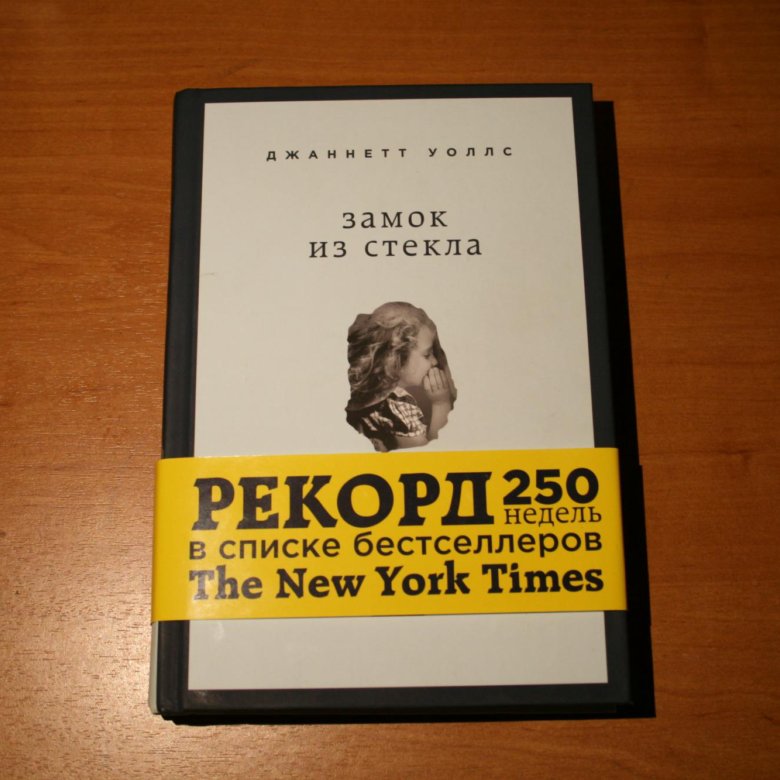 ДЖАННЕТТ УОЛЛС
замок
из стекла
РЕКОРД 250
недель
в списке бестселлеров
The New York Times